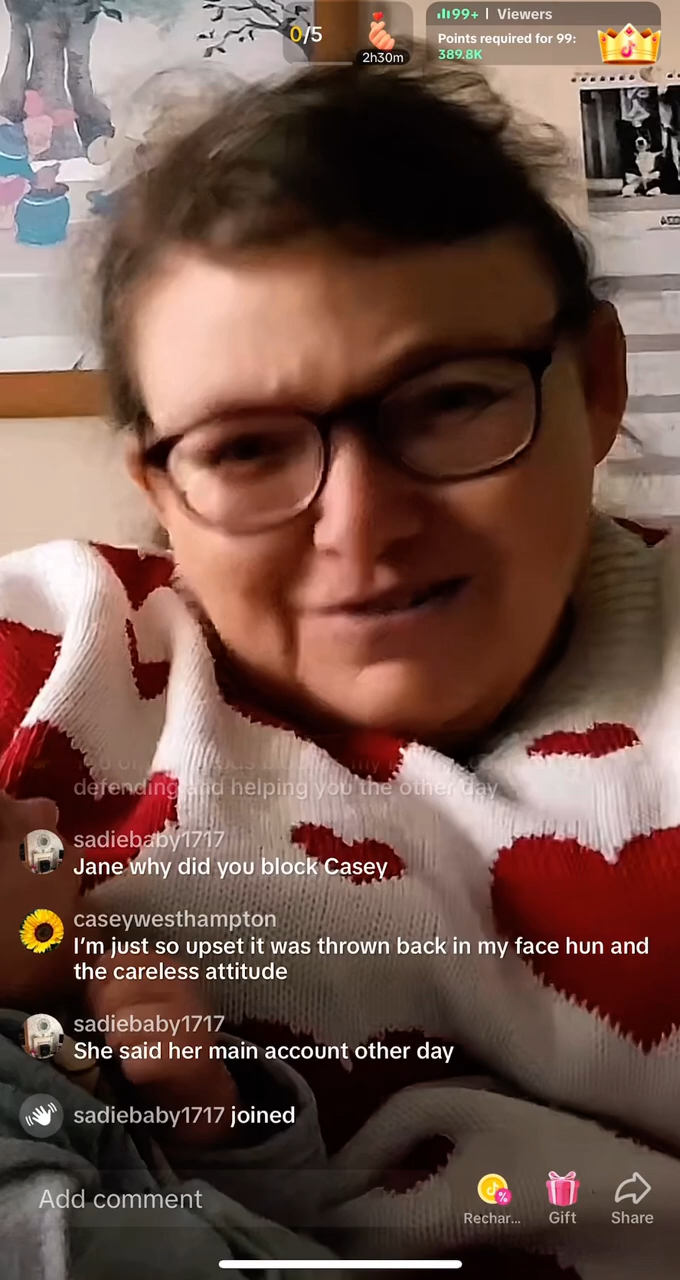 0/5
2h30m
99+ | Viewers
Points required for 99:
389.8K
defending and helping you the other day
sadiebaby1717
Jane why did you block Casey
caseywesthampton
I'm just so upset it was thrown back in my face hun and
the careless attitude
sadiebaby1717
She said her main account other day
sadiebaby1717 joined
Add comment
Rechar...
Gift
Share